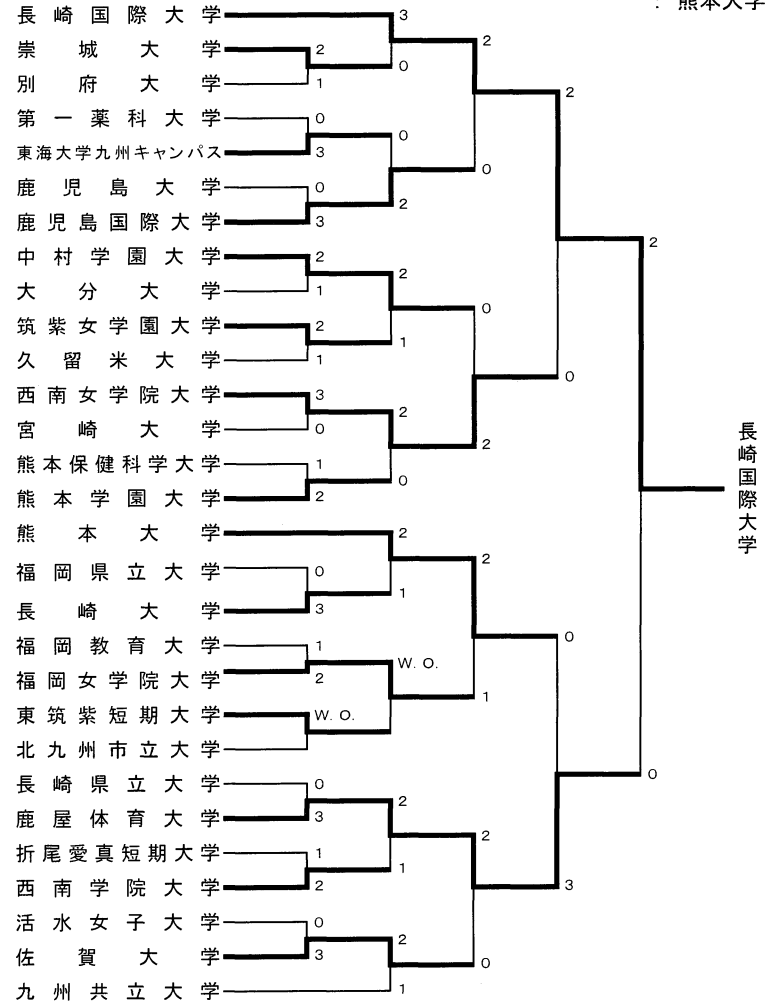 : 熊本大学
長崎国際大学
3
2
崇城大学
2
0
別府大学
1
2
第一薬科大学
0
0
東海大学九州キャンパス
3
0
鹿児島大学
0
2
鹿児島国際大学
3
2
中村学園大学
2
2
大分大学
1
0
筑紫女学園大学
2
1
久留米大学
1
0
西南女学院大学
3
2
宮崎大学
0
2
熊本保健科学大学
1
0
熊本学園大学
2
長崎国際大学
熊本大学
2
2
福岡県立大学
0
1
長崎大学
3
0
福岡教育大学
1
W. O.
福岡女学院大学
2
1
東筑紫短期大学
W. O.
北九州市立大学
0
長崎県立大学
0
2
鹿屋体育大学
3
2
折尾愛真短期大学
1
1
西南学院大学
2
3
活水女子大学
0
2
佐賀大学
3
0
九州共立大学
1